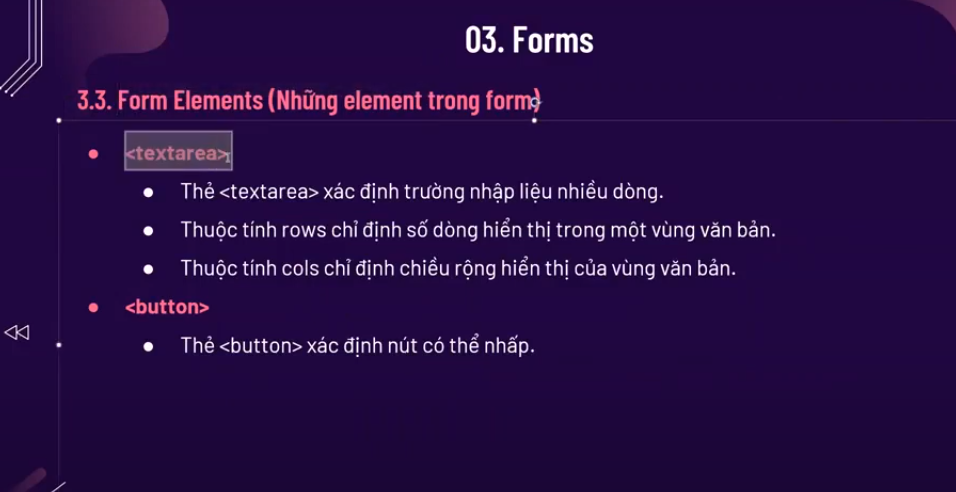 03. Forms
3.3. Form Elements (Những element trong form)
<textarea>
Thẻ <textarea> xác định trường nhập liệu nhiều dòng.
Thuộc tính rows chỉ định số dòng hiển thị trong một vùng văn bản.
Thuộc tính cols chỉ định chiều rộng hiển thị của vùng văn bản.
<button>
Thẻ <button> xác định nút có thể nhấp.